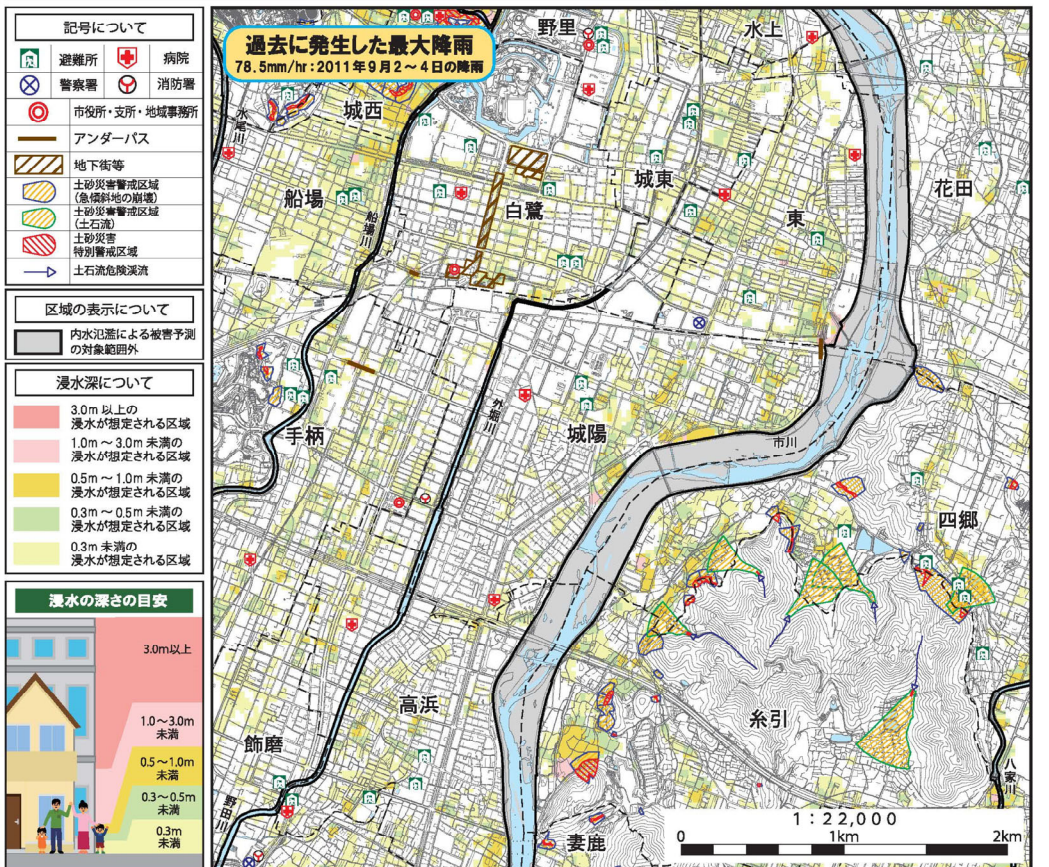 記号について
避難所
病院
警察署
消防署
市役所・支所・地域事務所
アンダーパス
地下街等
土砂災害警戒区域
(急傾斜地の崩壊)
土砂災害警戒区域
(土石流)
土砂災害
特別警戒区域
土石流危険渓流
区域の表示について
内水氾濫による被害予測
の対象範囲外
浸水深について
3.0m 以上の
浸水が想定される区域
1.0m ~ 3.0m 未満の
浸水が想定される区域
0.5m ~ 1.0m 未満の
浸水が想定される区域
0.3m ~ 0.5m 未満の
浸水が想定される区域
0.3m 未満の
浸水が想定される区域
浸水の深さの目安
3.0m以上
1.0~3.0m
未満
0.5~1.0m
未満
0.3~0.5m
未満
0.3m
未満
過去に発生した最大降雨
78.5mm/hr:2011年9月2~4日の降雨
野里
水上
城西
水尾川
船場
船場川
白鷺
城東
東
花田
手柄
外堀川
城陽
市川
四郷
高浜
糸引
飾磨
野田川
妻鹿
八家川
1:22,000
0
1km
2km